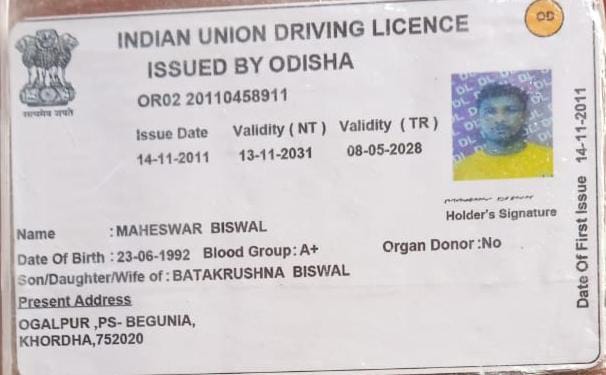 OD
INDIAN UNION DRIVING LICENCE
ISSUED BY ODISHA
सत्यमेव जयते
OR02 20110458911
Issue Date Validity ( NT ) Validity ( TR )
14-11-2011 13-11-2031 08-05-2028
Holder's Signature
Date Of First Issue 14-11-2011
Name :MAHESWAR BISWAL
Date Of Birth : 23-06-1992 Blood Group: A+ Organ Donor :No
Son/Daughter/Wife of : BATAKRUSHNA BISWAL
Present Address
OGALPUR ,PS- BEGUNIA,
KHORDHA,752020